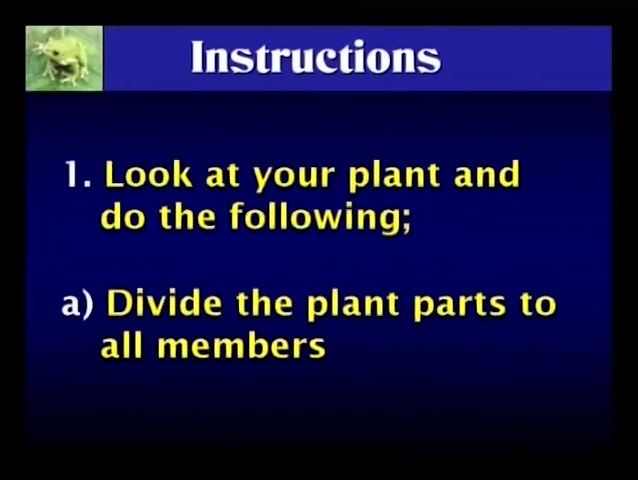 Instructions
1. Look at your plant and
do the following;
a) Divide the plant parts to
all members